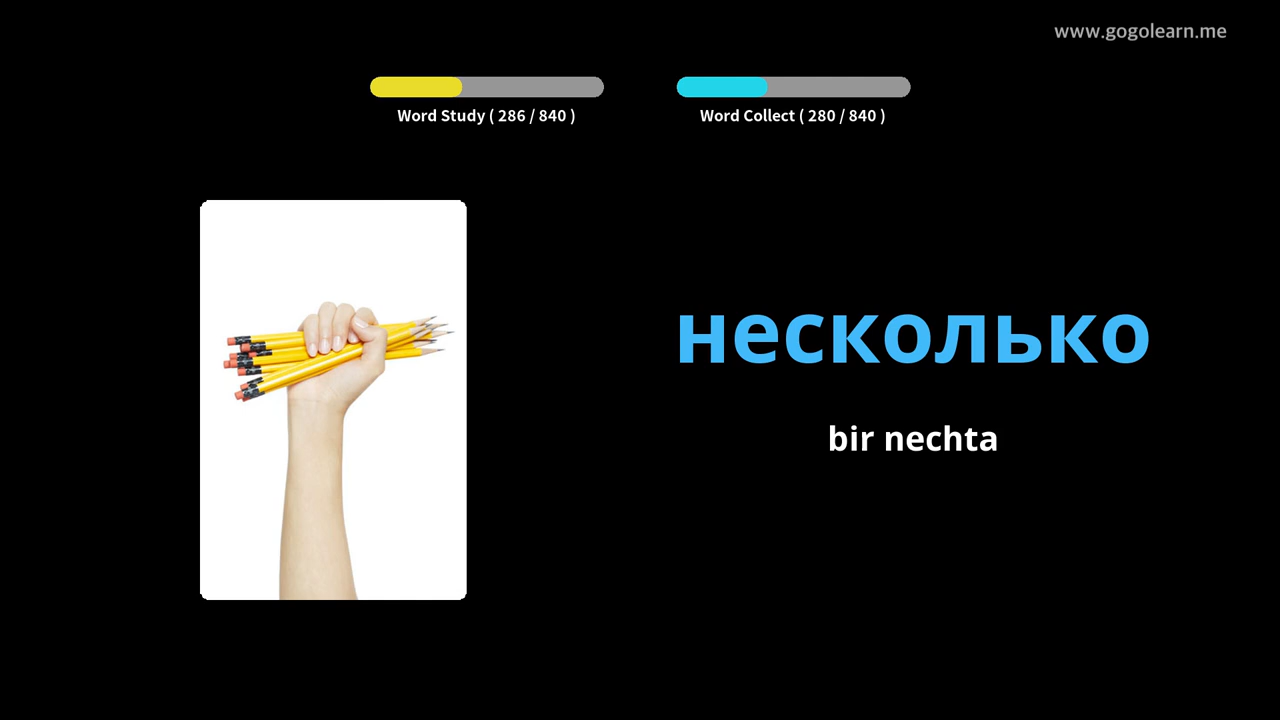 www.gogolearn.me
Word Study ( 286 / 840 )
Word Collect ( 280 / 840 )
несколько
bir nechta